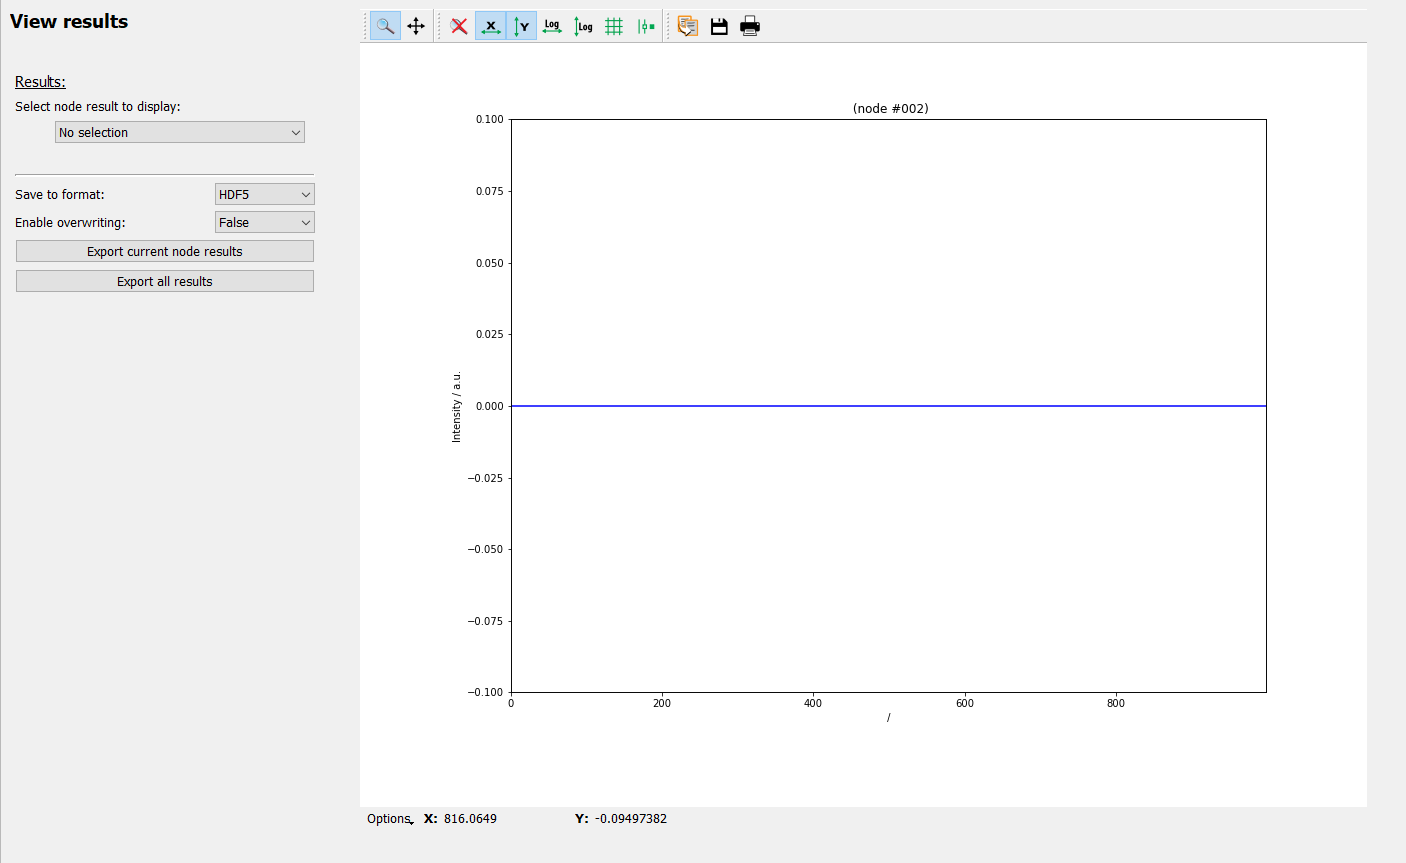 View results
Results:
Select node result to display:
No selection
Save to format:
HDF5
Enable overwriting:
False
Export current node results
Export all results
X
Y
Log
Log
(node #002)
0.100
0.075
0.050
0.025
0.000
−0.025
−0.050
−0.075
−0.100
Intensity / a.u.
0 200 400 600 800
/
Options X: 816.0649 Y: -0.09497382